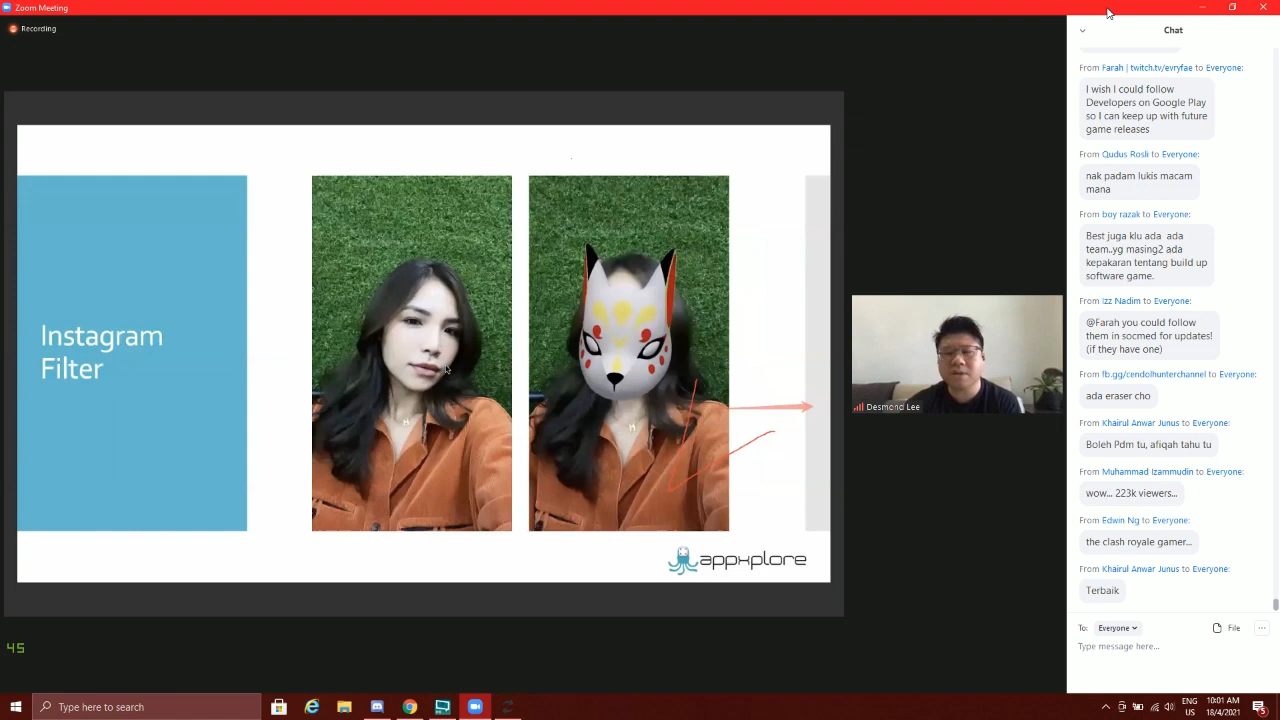 Zoom Meeting
Recording
Instagram
Filter
appxplore
Desmond Lee
45
Chat
From Farah | twitch.tv/evryfae to Everyone:
I wish I could follow
Developers on Google Play
so I can keep up with future
game releases
From Qudus Rosli to Everyone:
nak padam lukis macam
mana
From boy razak to Everyone:
Best juga klu ada ada
team..yg masing2 ada
kepakaran tentang build up
software game.
From Izz Nadim to Everyone:
@Farah you could follow
them in socmed for updates!
(if they have one)
From fb.gg/cendolhunterchannel to Everyone:
ada eraser cho
From Khairul Anwar Junus to Everyone:
Boleh Pdm tu, afiqah tahu tu
From Muhammad Izammudin to Everyone:
wow... 223k viewers...
From Edwin Ng to Everyone:
the clash royale gamer...
From Khairul Anwar Junus to Everyone:
Terbaik
To: Everyone
File
Type message here...
Type here to search
ENG
US
10:01 AM
18/4/2021
5